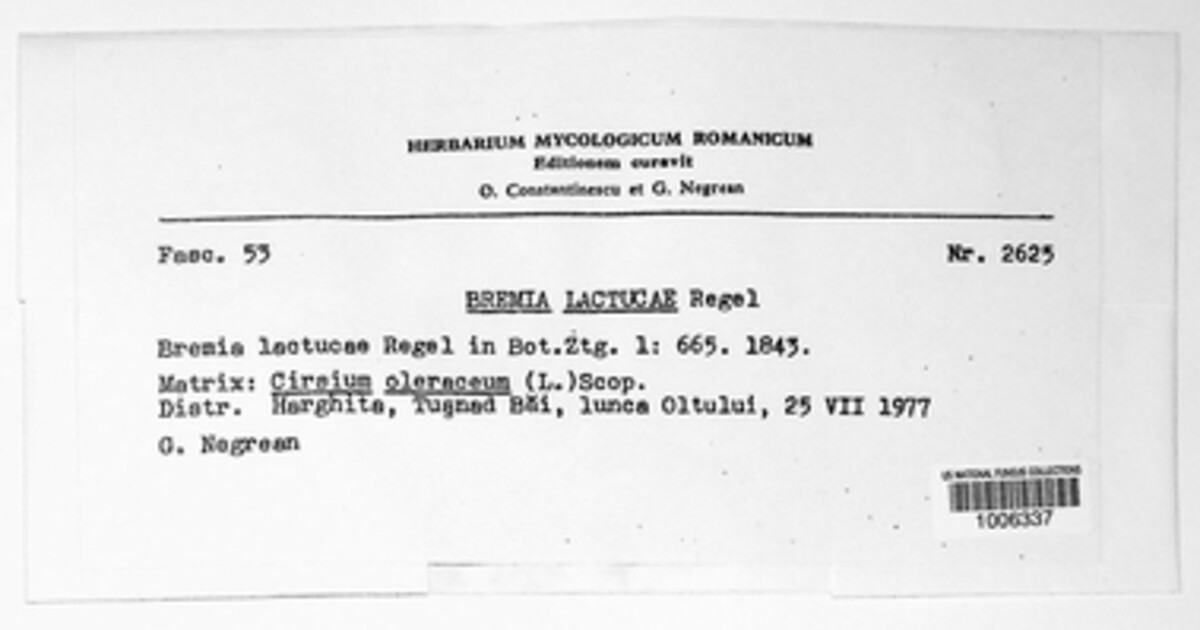 HERBARIUM MYCOLOGICUM ROMANICUM
Editionem curavit
O. Constantinescu et G. Negrean
Fasc. 53 Nr. 2625
BREMIA LACTUCAE Regel
Bremia lactucae Regel in Bot.Ztg. 1: 665. 1843.
Matrix: Cirsium oleraceum (L.)Scop.
Distr. Harghita, Tuşnad Băi, lunca Oltului, 25 VII 1977
G. Negrean
US NATIONAL FUNGUS COLLECTIONS
1006337